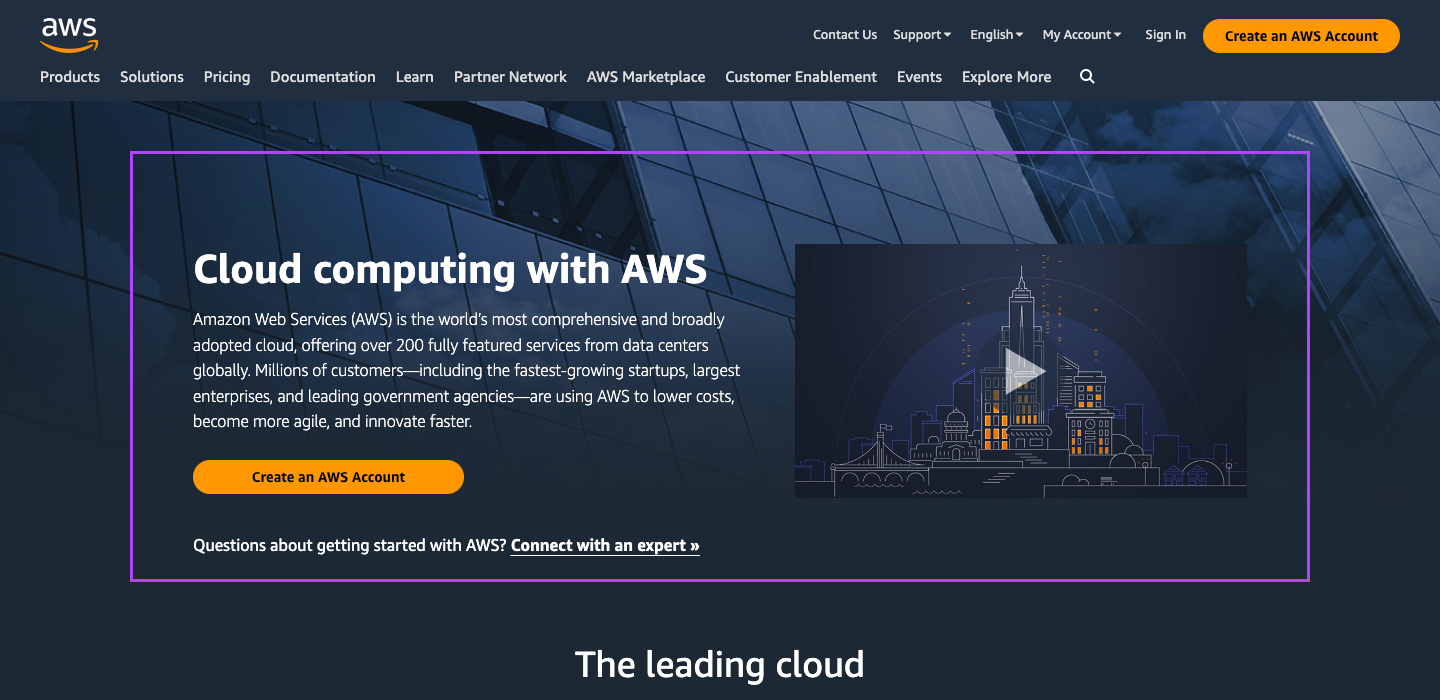 aws
Contact Us Support English My Account Sign In Create an AWS Account
Products Solutions Pricing Documentation Learn Partner Network AWS Marketplace Customer Enablement Events Explore More
Cloud computing with AWS
Amazon Web Services (AWS) is the world's most comprehensive and broadly
adopted cloud, offering over 200 fully featured services from data centers
globally. Millions of customers—including the fastest-growing startups, largest
enterprises, and leading government agencies—are using AWS to lower costs,
become more agile, and innovate faster.
Create an AWS Account
Questions about getting started with AWS? Connect with an expert »
The leading cloud